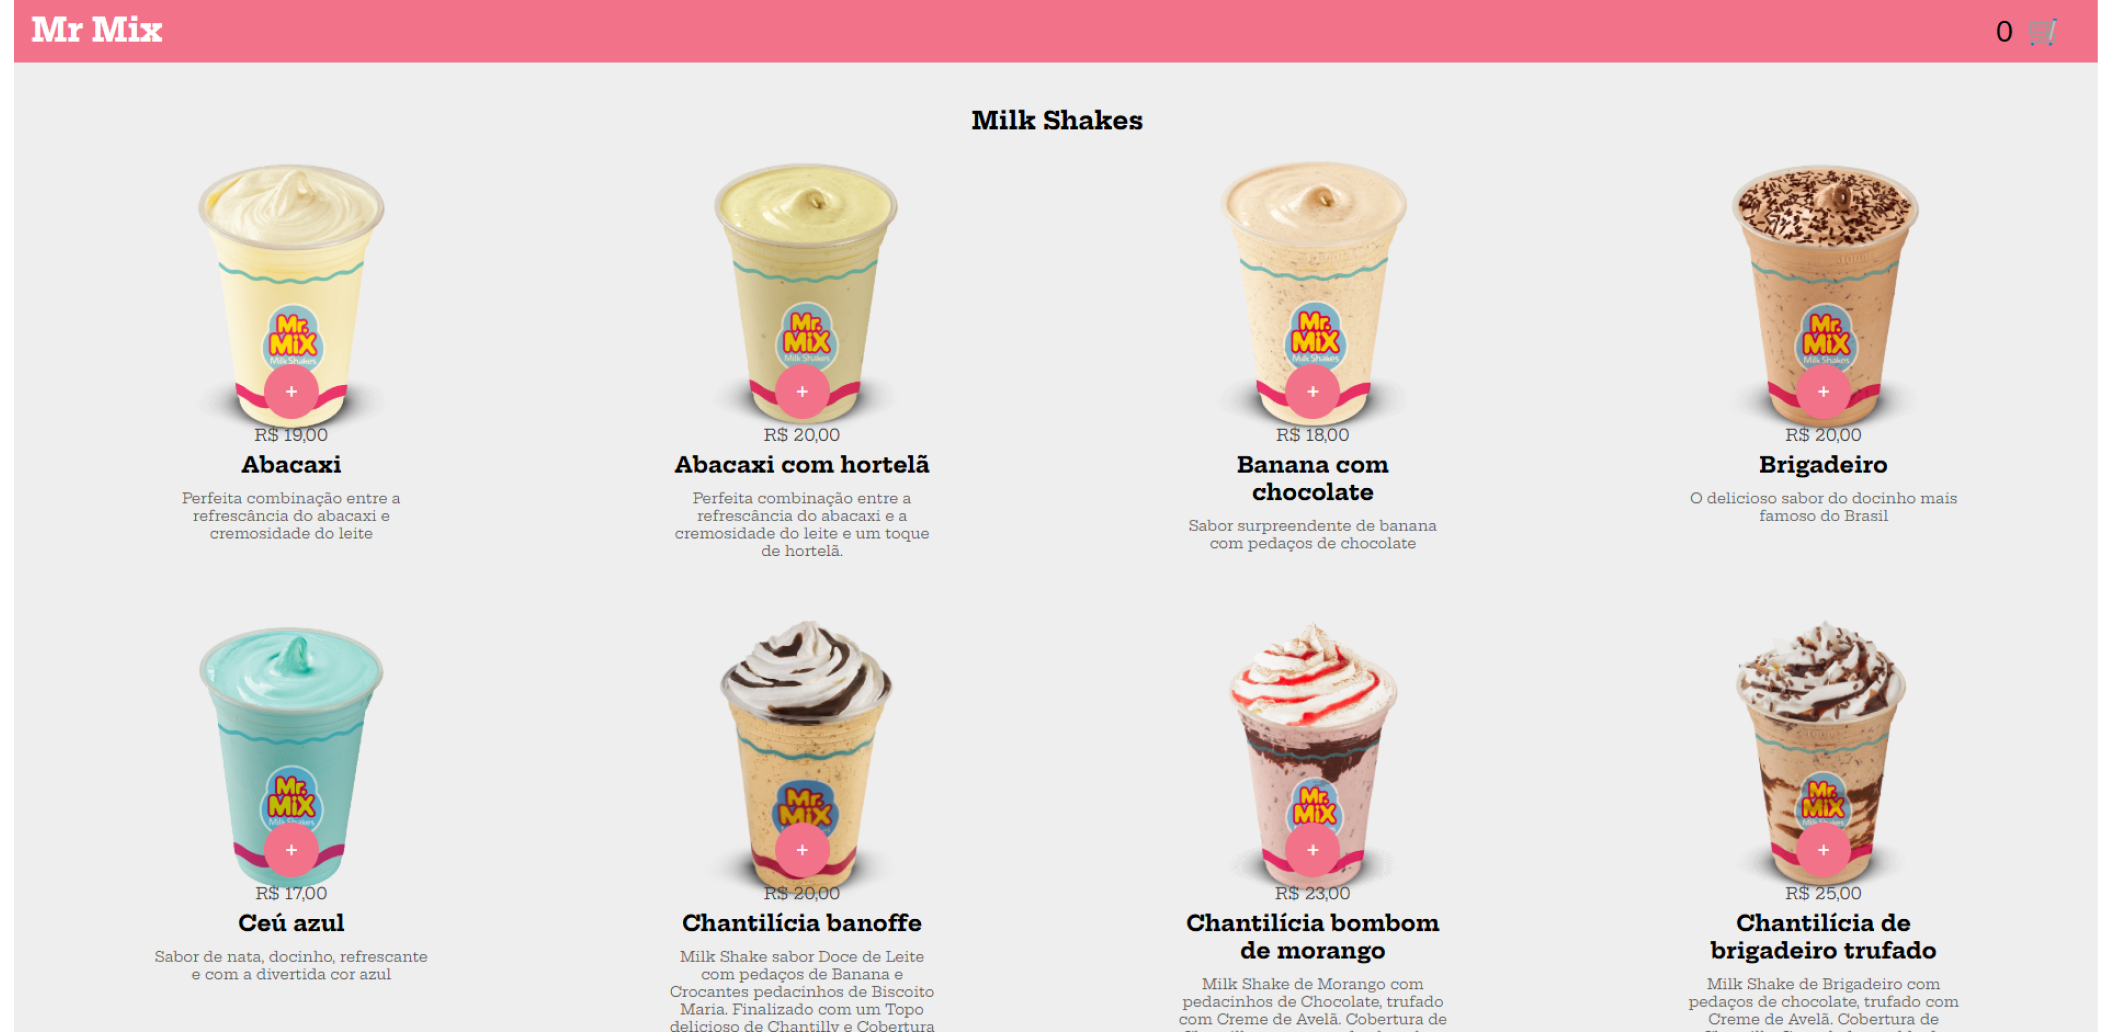 Mr Mix
0
Milk Shakes
Mr.
MiX
Milk Shakes
+
R$ 19,00
Abacaxi
Perfeita combinação entre a
refrescância do abacaxi e
cremosidade do leite
Mr.
MiX
Milk Shakes
+
R$ 20,00
Abacaxi com hortelã
Perfeita combinação entre a
refrescância do abacaxi e a
cremosidade do leite e um toque
de hortelã.
Mr.
MiX
Milk Shakes
+
R$ 18,00
Banana com
chocolate
Sabor surpreendente de banana
com pedaços de chocolate
Mr.
MiX
Milk Shakes
+
R$ 20,00
Brigadeiro
O delicioso sabor do docinho mais
famoso do Brasil
Mr.
MiX
Milk Shakes
+
R$ 17,00
Ceú azul
Sabor de nata, docinho, refrescante
e com a divertida cor azul
Mr.
MiX
+
R$ 20,00
Chantilícia banoffe
Milk Shake sabor Doce de Leite
com pedaços de Banana e
Crocantes pedacinhos de Biscoito
Maria. Finalizado com um Topo
delicioso de Chantilly e Cobertura
Mr.
MiX
+
R$ 23,00
Chantilícia bombom
de morango
Milk Shake de Morango com
pedacinhos de Chocolate, trufado
com Creme de Avelã. Cobertura de
Mr.
MiX
+
R$ 25,00
Chantilícia de
brigadeiro trufado
Milk Shake de Brigadeiro com
pedaços de chocolate, trufado com
Creme de Avelã. Cobertura de